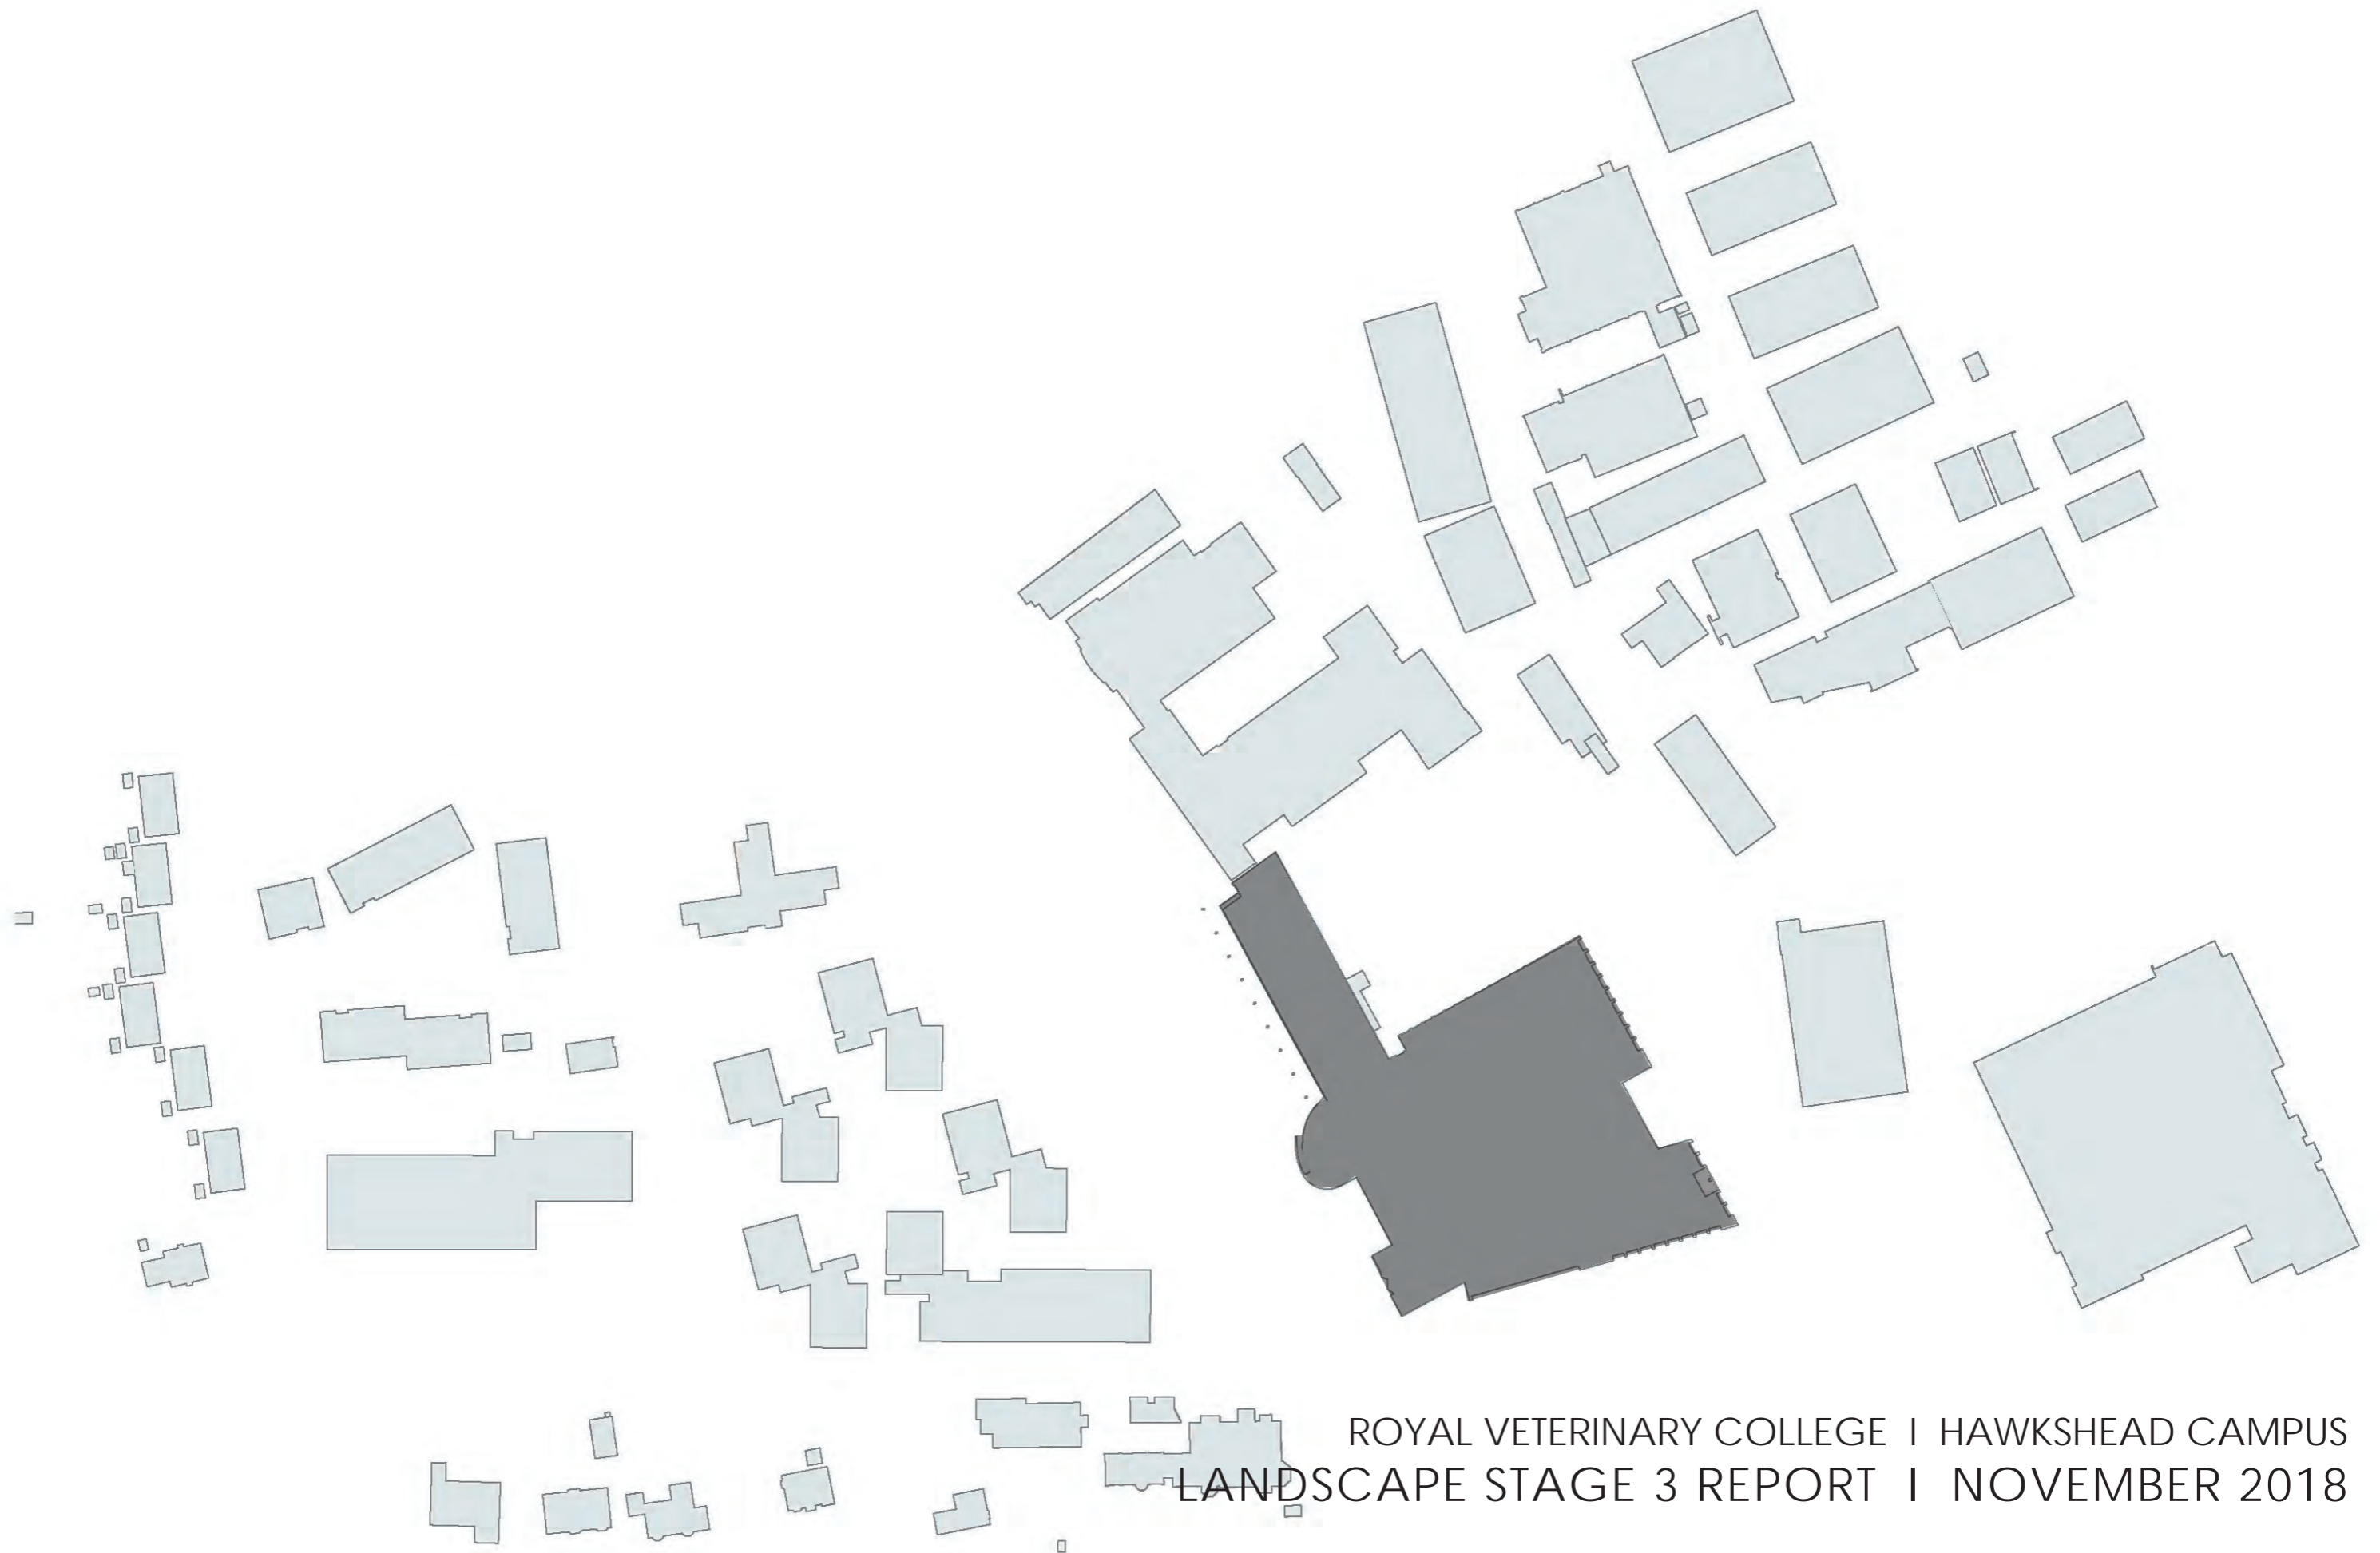 ROYAL VETERINARY COLLEGE | HAWKSHEAD CAMPUS
LANDSCAPE STAGE 3 REPORT | NOVEMBER 2018